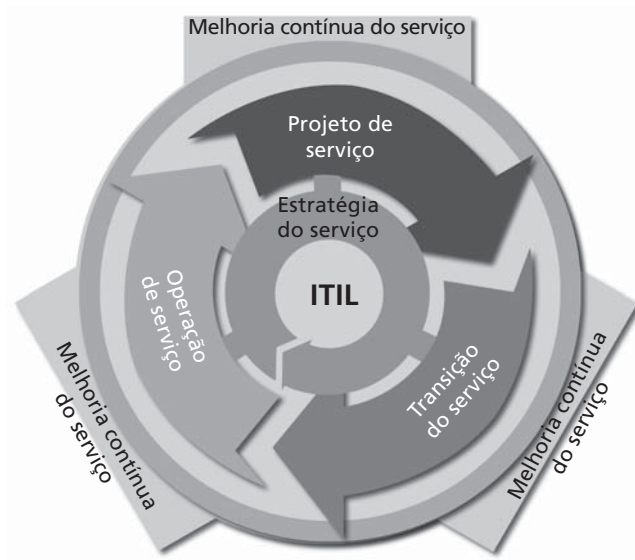 Melhoria contínua do serviço
Projeto de
serviço
Estratégia
do serviço
ITIL
Operação
de serviço
Transição
do serviço
Melhoria contínua
do serviço
Melhoria contínua
do serviço